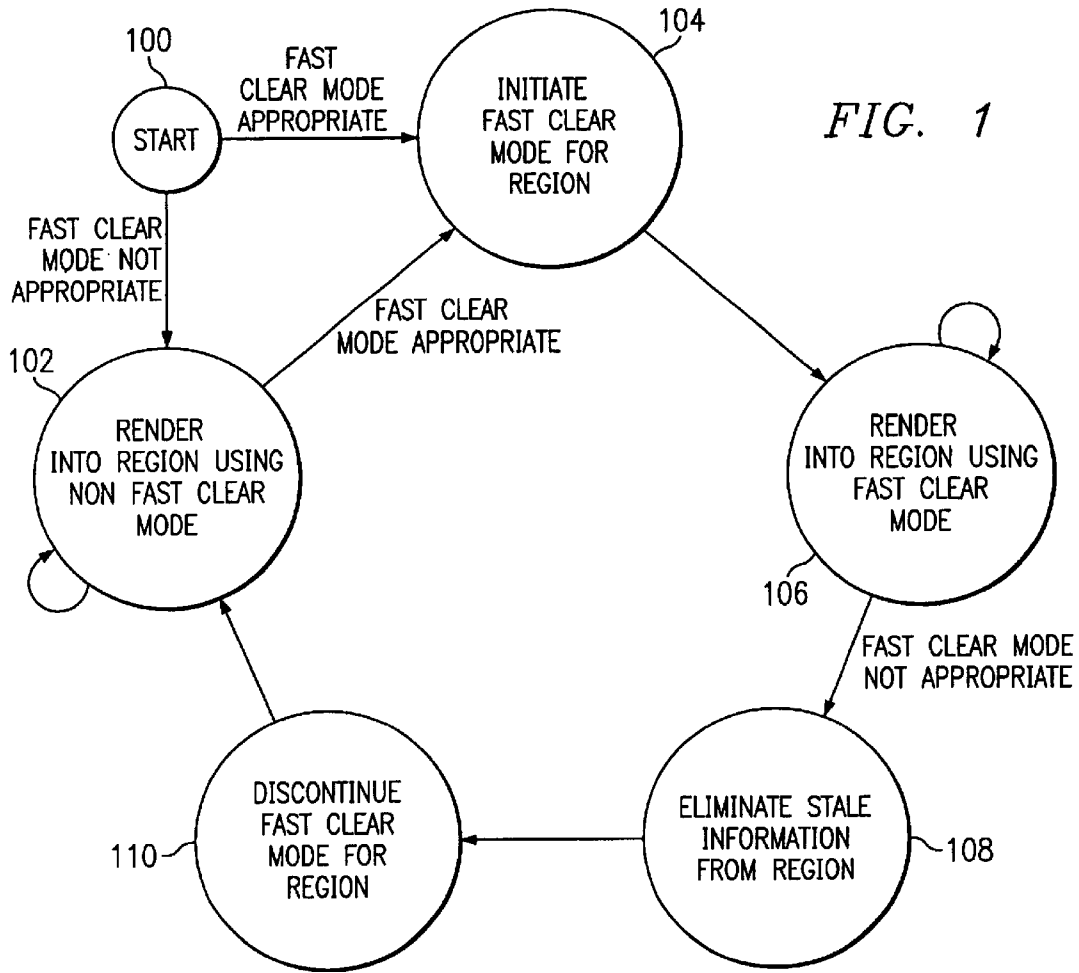 100
START
FAST
CLEAR MODE
APPROPRIATE
104
INITIATE
FAST CLEAR
MODE FOR
REGION
FIG. 1
FAST CLEAR
MODE NOT
APPROPRIATE
FAST CLEAR
MODE APPROPRIATE
102
RENDER
INTO REGION USING
NON FAST CLEAR
MODE
RENDER
INTO REGION USING
FAST CLEAR
MODE
106
FAST CLEAR MODE
NOT APPROPRIATE
DISCONTINUE
FAST CLEAR
MODE FOR
REGION
110
ELIMINATE STALE
INFORMATION
FROM REGION
108